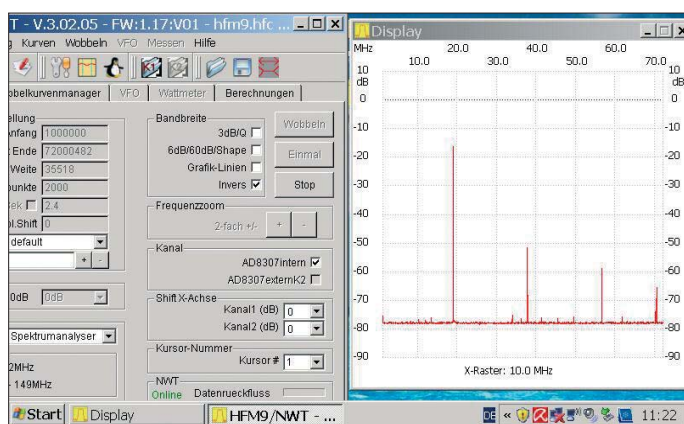 T - V.3.02.05 - FW:1.17:V01 - hfm9.hfc ...
g Kurven Wobbeln VFO Messen Hilfe
obbelkurvenmanager VFO Wattmeter Berechnungen
ellung
nfang 1000000
Ende 72000482
Weite 35518
punkte 2000
ek 2.4
pl.Shift 0
default
+ -
0dB 0dB
Spektrumanalyser
2MHz
- 149MHz
Bandbreite
3dB/Q
6dB/60dB/Shape
Grafik-Linien
Invers
Wobbeln
Einmal
Stop
Frequenzzoom
2-fach +/- + -
Kanal
AD8307intern
AD8307externK2
Shift X-Achse
Kanal1 (dB) 0
Kanal2 (dB) 0
Kursor-Nummer
Kursor # 1
NWT
Online Datenrueckfluss
Display
MHz 20.0 40.0 60.0
10.0 30.0 50.0 70.0
10 10
dB dB
0 0
-10 -10
-20 -20
-30 -30
-40 -40
-50 -50
-60 -60
-70 -70
-80 -80
-90 -90
X-Raster: 10.0 MHz
Start Display HFM9/NWT - ... DE « 11:22